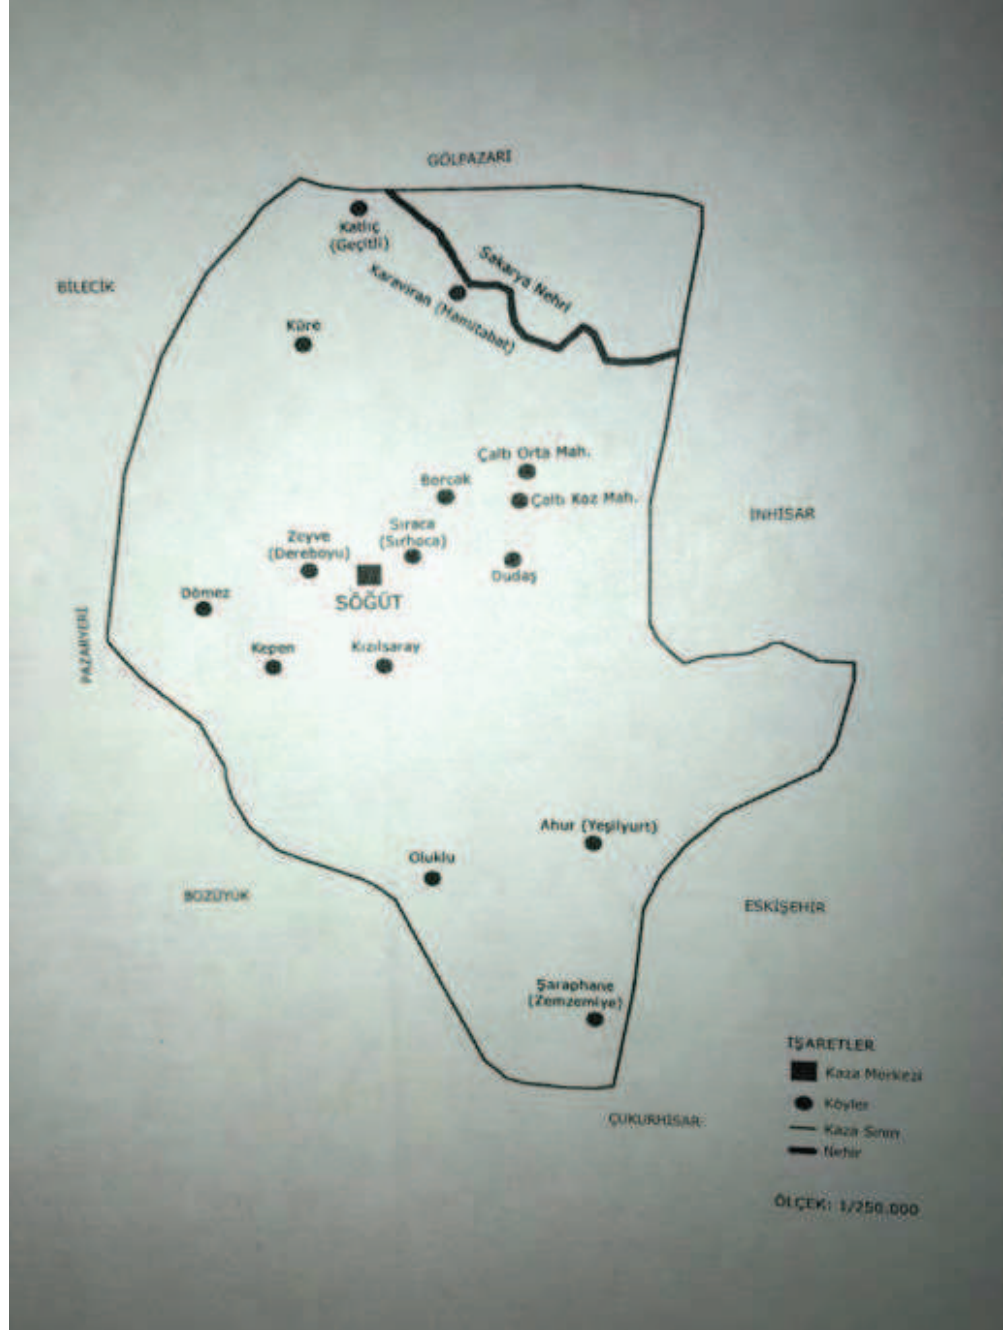 GÖLPAZARI
Katlıç
(Geçitli)
Sakarya Nehri
Karaviran (Hamitabat)
BİLECİK
Küre
Çaltı Orta Mah.
Borcak
Çaltı Koz Mah.
İNHİSAR
Sıraca
(Sırhoca)
Zeyve
(Dereboyu)
Dudaş
SÖĞÜT
Dömez
PAZARYERİ
Kepen
Kızılsaray
Ahur (Yeşilyurt)
Oluklu
BOZÜYÜK
ESKİŞEHİR
Şaraphane
(Zemzemiye)
ÇUKURHİSAR
İŞARETLER
Kaza Merkezi
Köyler
Kaza Sınırı
Nehir
ÖLÇEK: 1/250.000